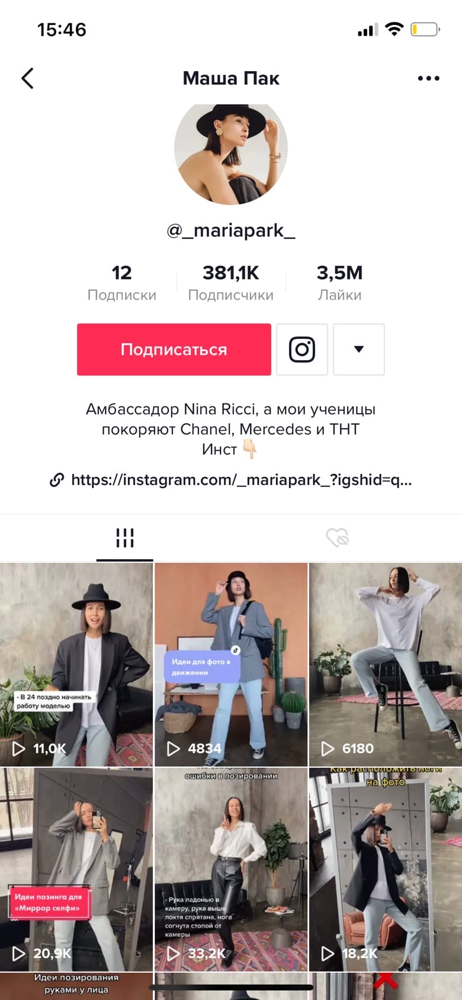 15:46
Маша Пак
@_mariapark_
12
Подписки
381,1K
Подписчики
3,5M
Лайки
Подписаться
Амбассадор Nina Ricci, а мои ученицы
покоряют Chanel, Mercedes и ТНТ
Инст 👇🏻
https://instagram.com/_mariapark_?igshid=q...
- В 24 поздно начинать
работу моделью
11,0K
Идеи для фото в
движении
4834
6180
Идеи позинга для
«Миррор селфи»
20,9K
ошибки в позировании
- Рука ладонью в
камеру, рука выше
локтя спрятана, нога
согнута стопой от
камеры
33,2K
Как расположить ноги
на фото
18,2K
Идеи позирования
руками у лица